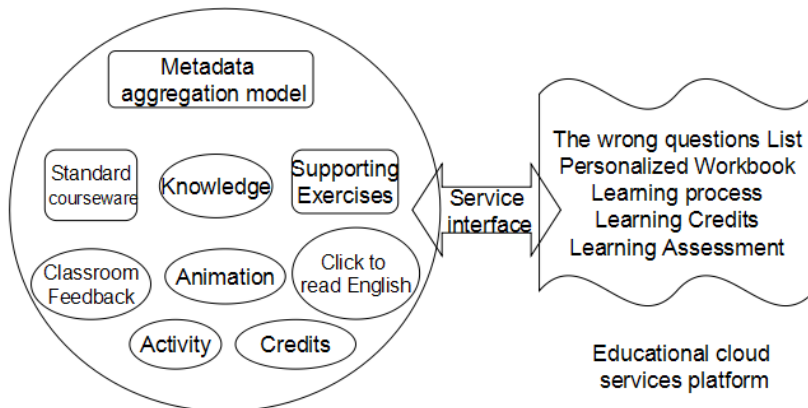 Metadata
aggregation model
Standard
courseware
Knowledge
Supporting
Exercises
Classroom
Feedback
Animation
Click to
read English
Activity
Credits
Service
interface
The wrong questions List
Personalized Workbook
Learning process
Learning Credits
Learning Assessment
Educational cloud
services platform